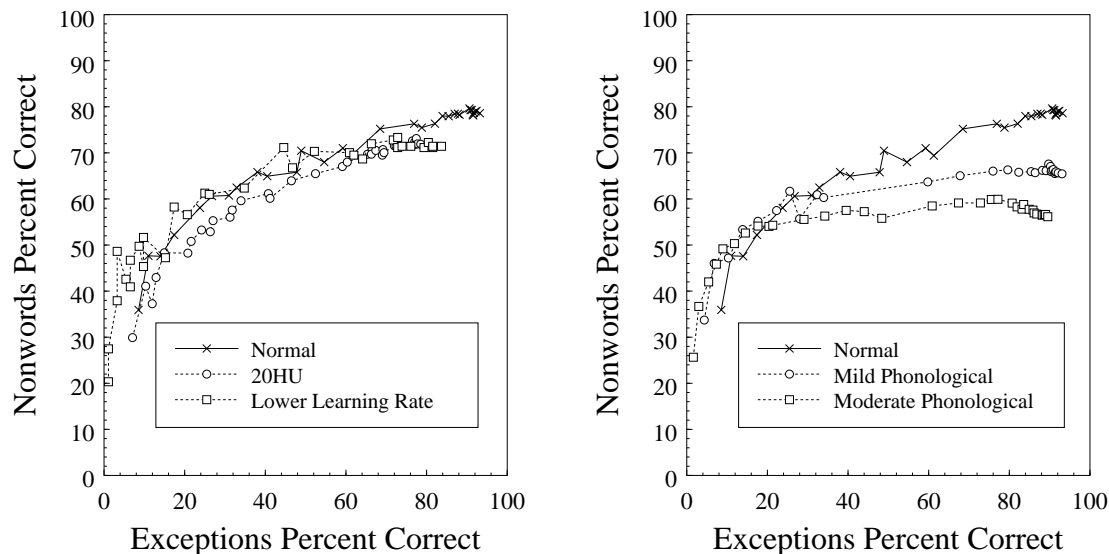 100
90
80
70
60
50
40
30
20
10
0
0 20 40 60 80 100
Nonwords Percent Correct
Exceptions Percent Correct
Normal
20HU
Lower Learning Rate
100
90
80
70
60
50
40
30
20
10
0
0 20 40 60 80 100
Nonwords Percent Correct
Exceptions Percent Correct
Normal
Mild Phonological
Moderate Phonological